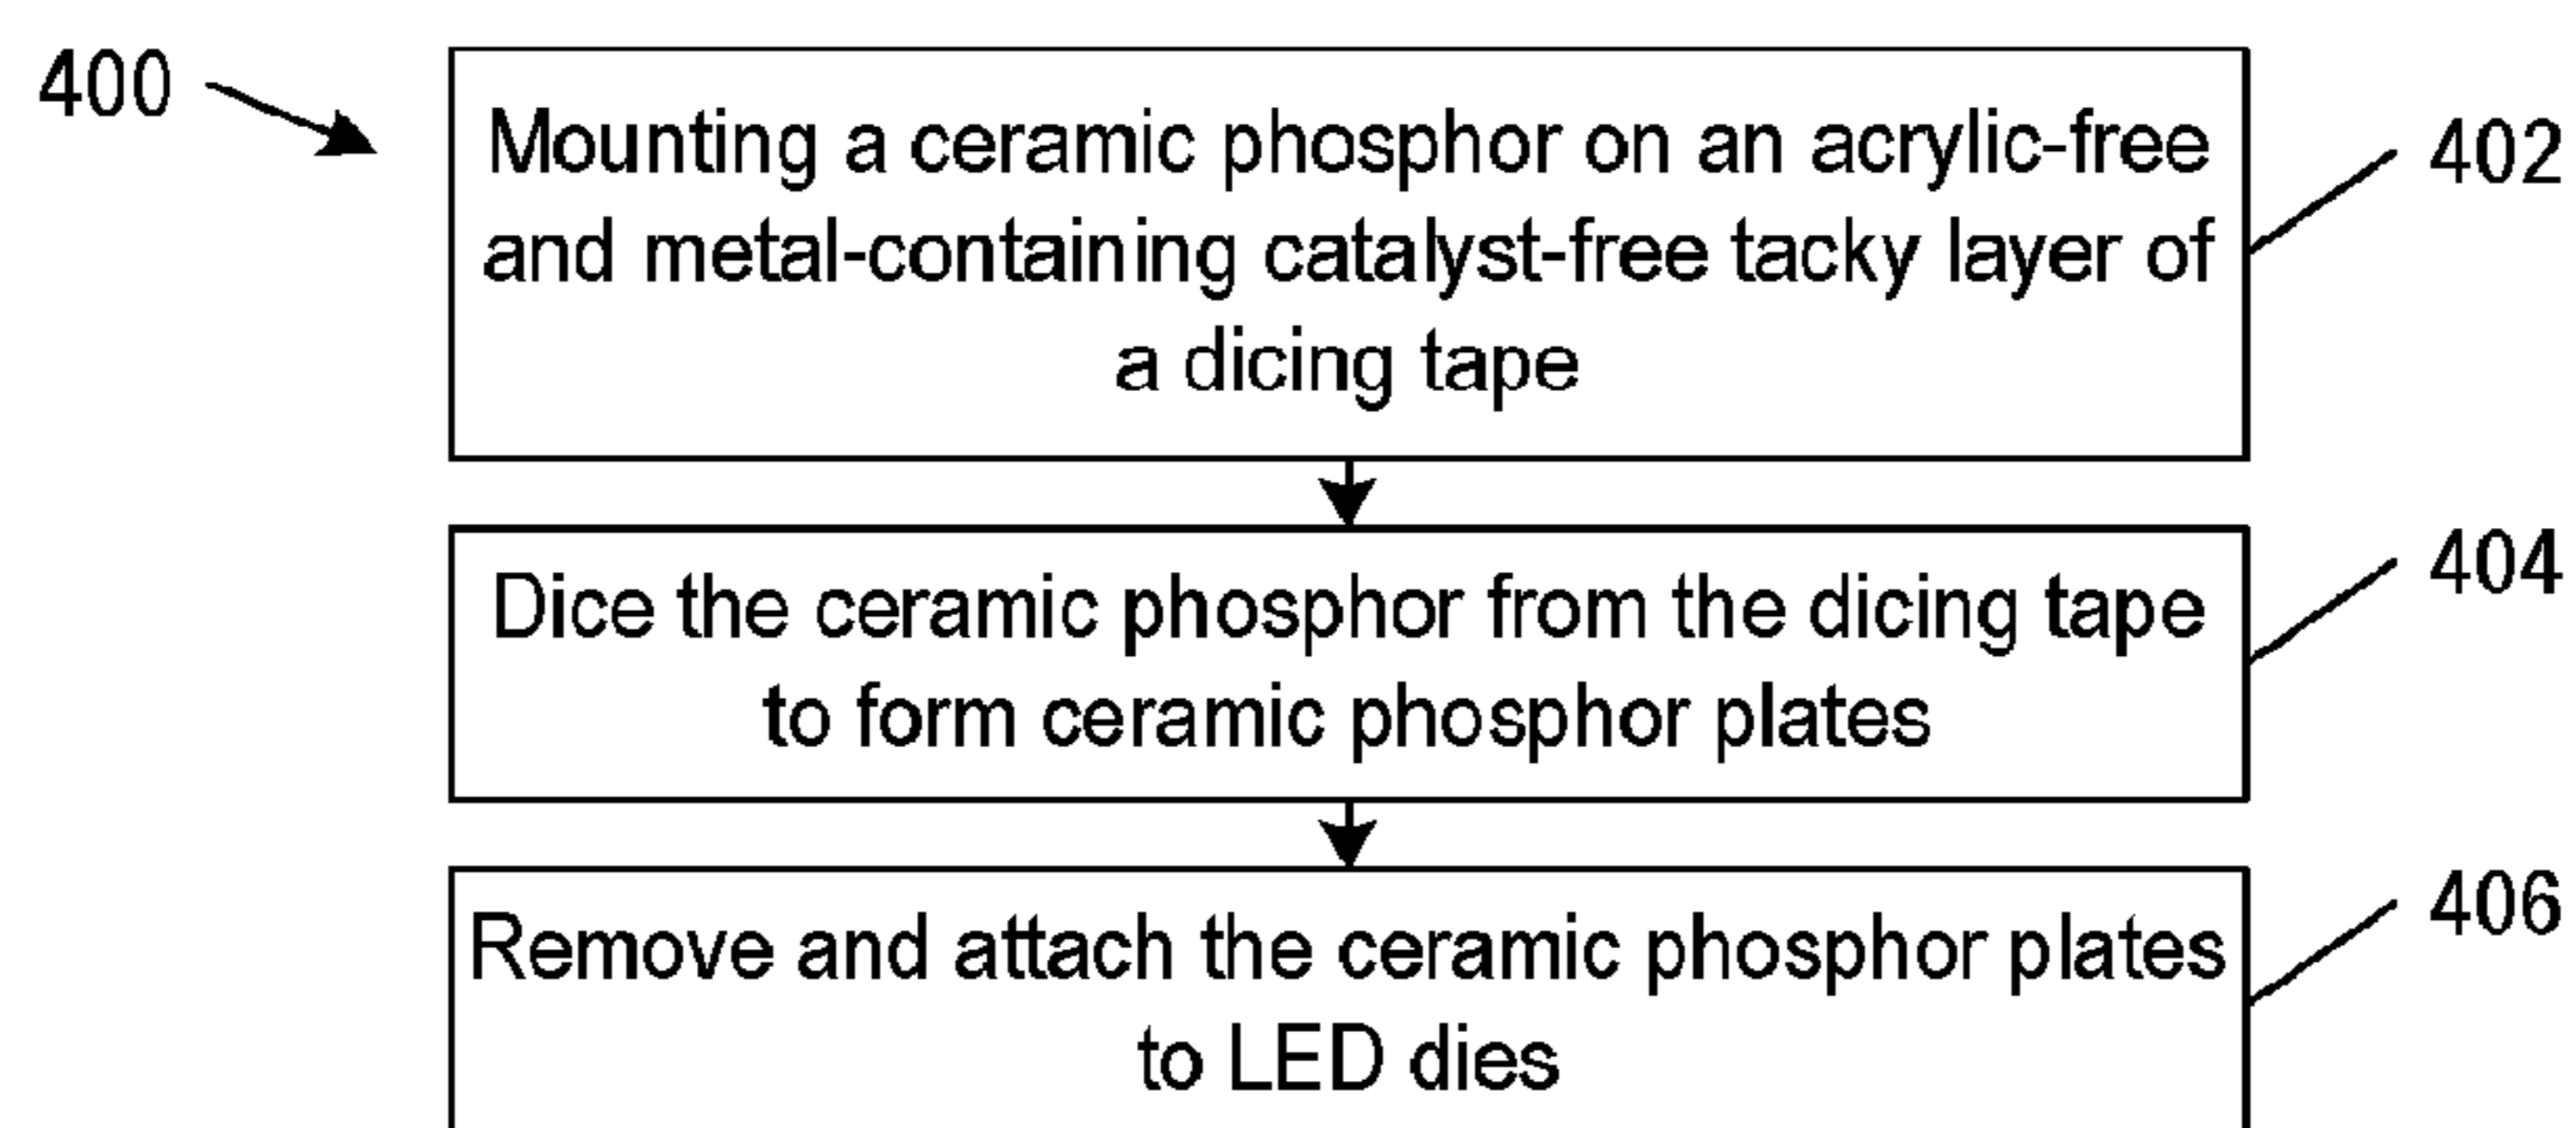 400
Mounting a ceramic phosphor on an acrylic-free
402
and metal-containing catalyst-free tacky layer of
a dicing tape
Dice the ceramic phosphor from the dicing tape
404
to form ceramic phosphor plates
Remove and attach the ceramic phosphor plates
406
to LED dies